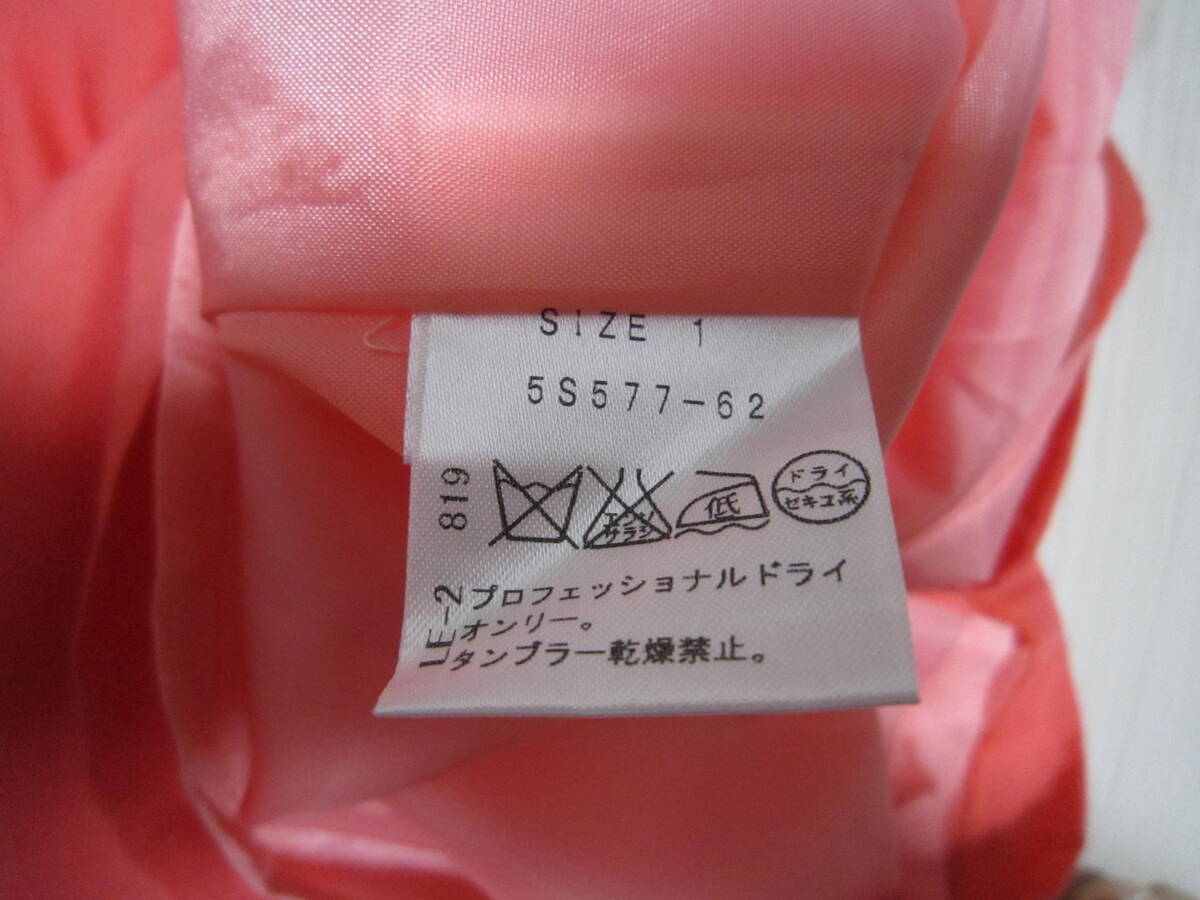 SIZE 1
5S577-62
819
エンソ
サラシ
低
ドライ
セキユ系
LE-2
プロフェッショナルドライ
オンリー。
タンブラー乾燥禁止。